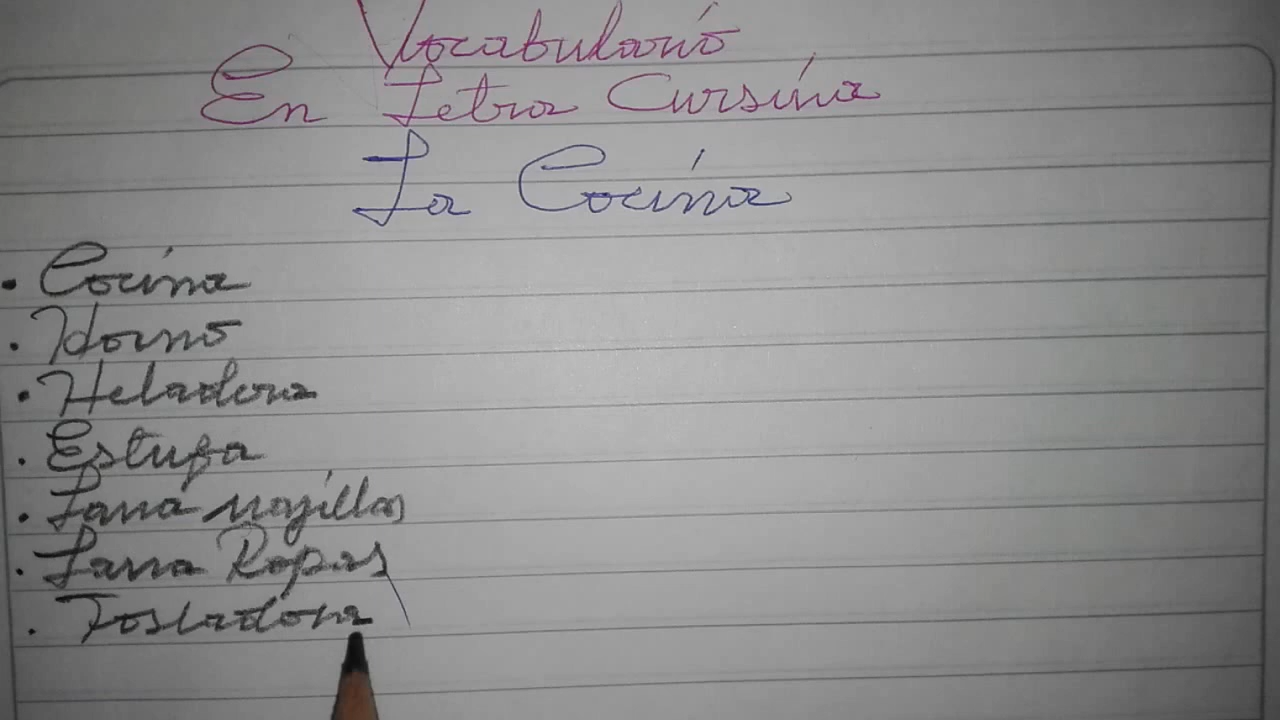 Vocabulario
En Letra Cursiva
La Cocina
. Cocina
. Horno
. Heladera
. Estufa
. Lava vajillas
. Lava Ropas
. Tostadora